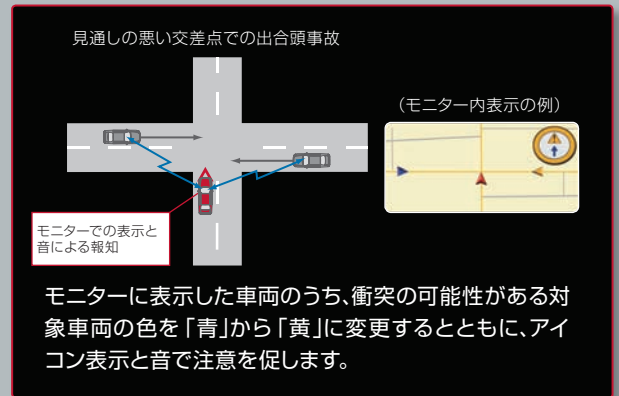 見通しの悪い交差点での出合頭事故
（モニター内表示の例）
モニターでの表示と
音による報知
モニターに表示した車両のうち、衝突の可能性がある対
象車両の色を「青」から「黄」に変更するとともに、アイ
コン表示と音で注意を促します。